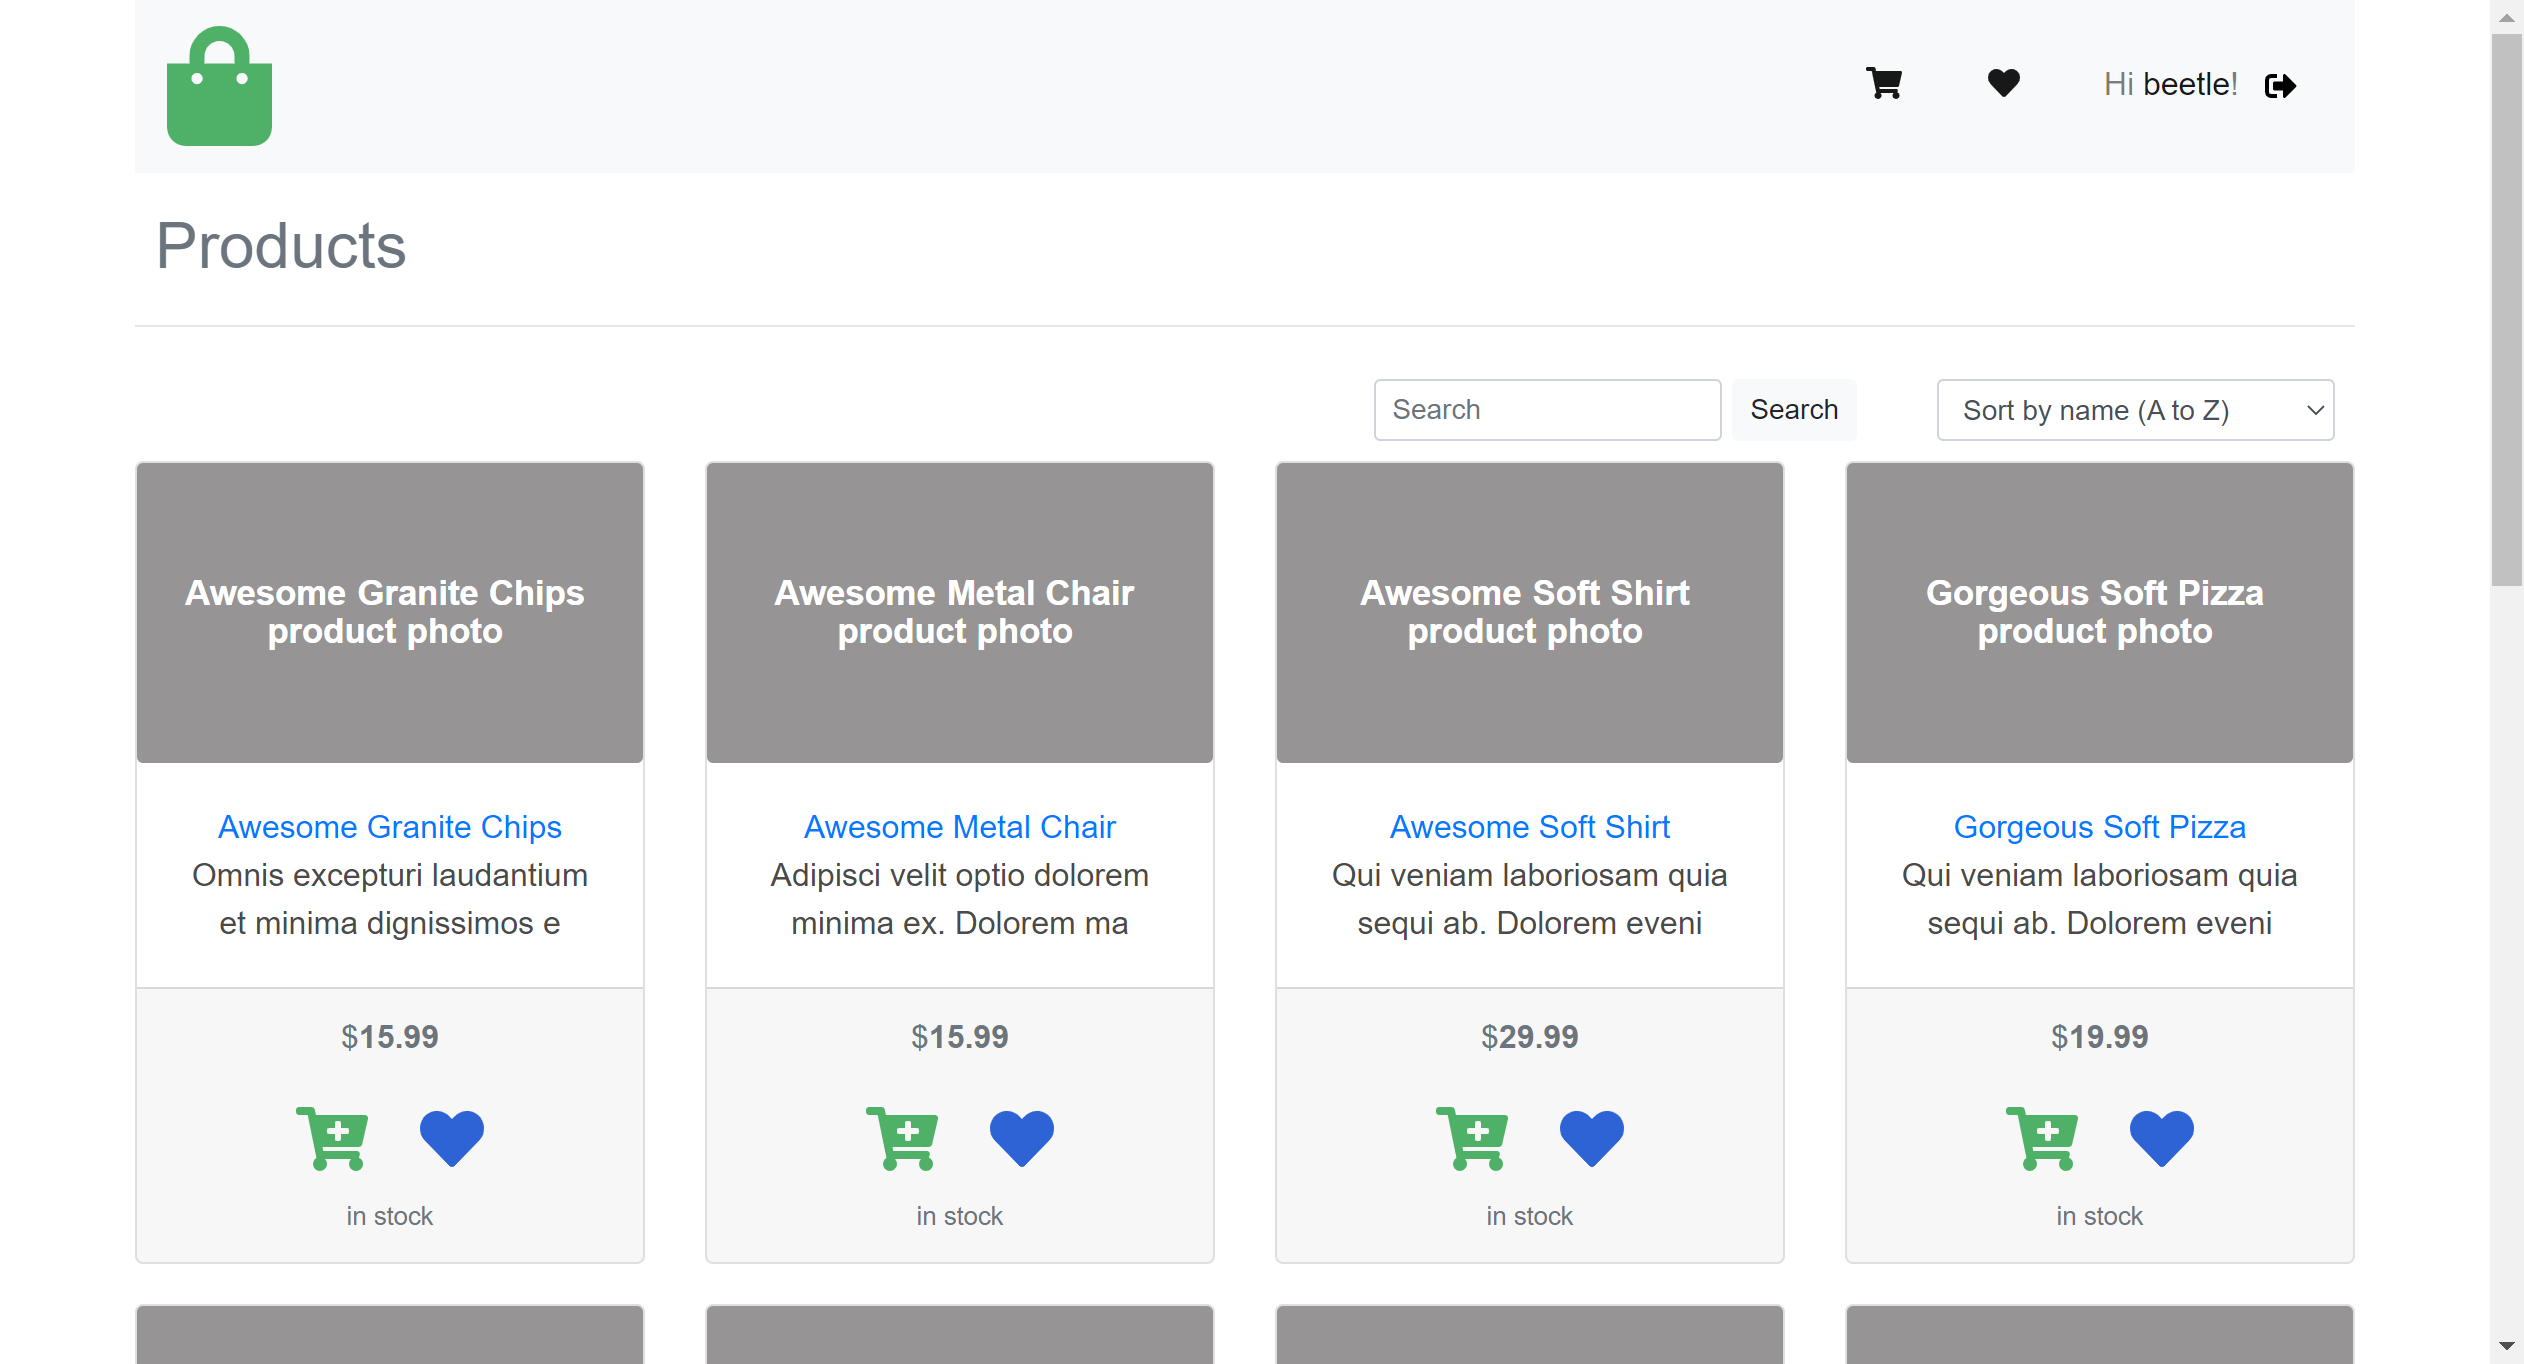 Hi beetle!
Products
Search
Search
Sort by name (A to Z)
Awesome Granite Chips
product photo
Awesome Granite Chips
Omnis excepturi laudantium
et minima dignissimos e
$15.99
in stock
Awesome Metal Chair
product photo
Awesome Metal Chair
Adipisci velit optio dolorem
minima ex. Dolorem ma
$15.99
in stock
Awesome Soft Shirt
product photo
Awesome Soft Shirt
Qui veniam laboriosam quia
sequi ab. Dolorem eveni
$29.99
in stock
Gorgeous Soft Pizza
product photo
Gorgeous Soft Pizza
Qui veniam laboriosam quia
sequi ab. Dolorem eveni
$19.99
in stock